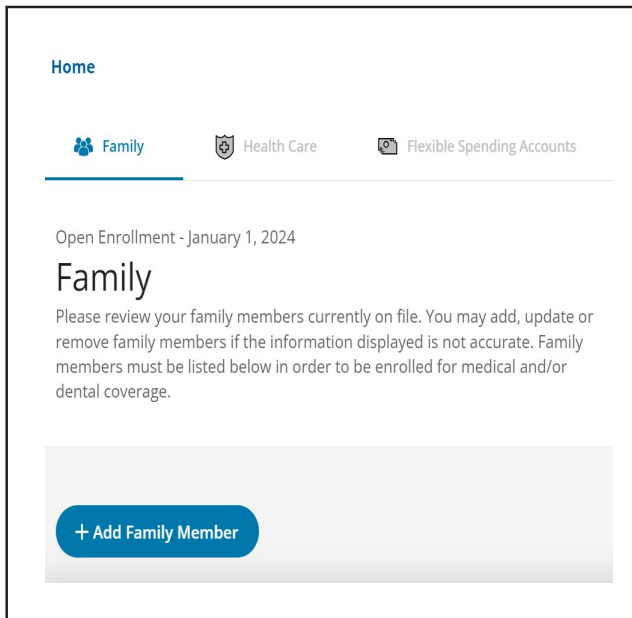 Home
Family
Health Care
Flexible Spending Accounts
Open Enrollment - January 1, 2024
Family
Please review your family members currently on file. You may add, update or
remove family members if the information displayed is not accurate. Family
members must be listed below in order to be enrolled for medical and/or
dental coverage.
+ Add Family Member